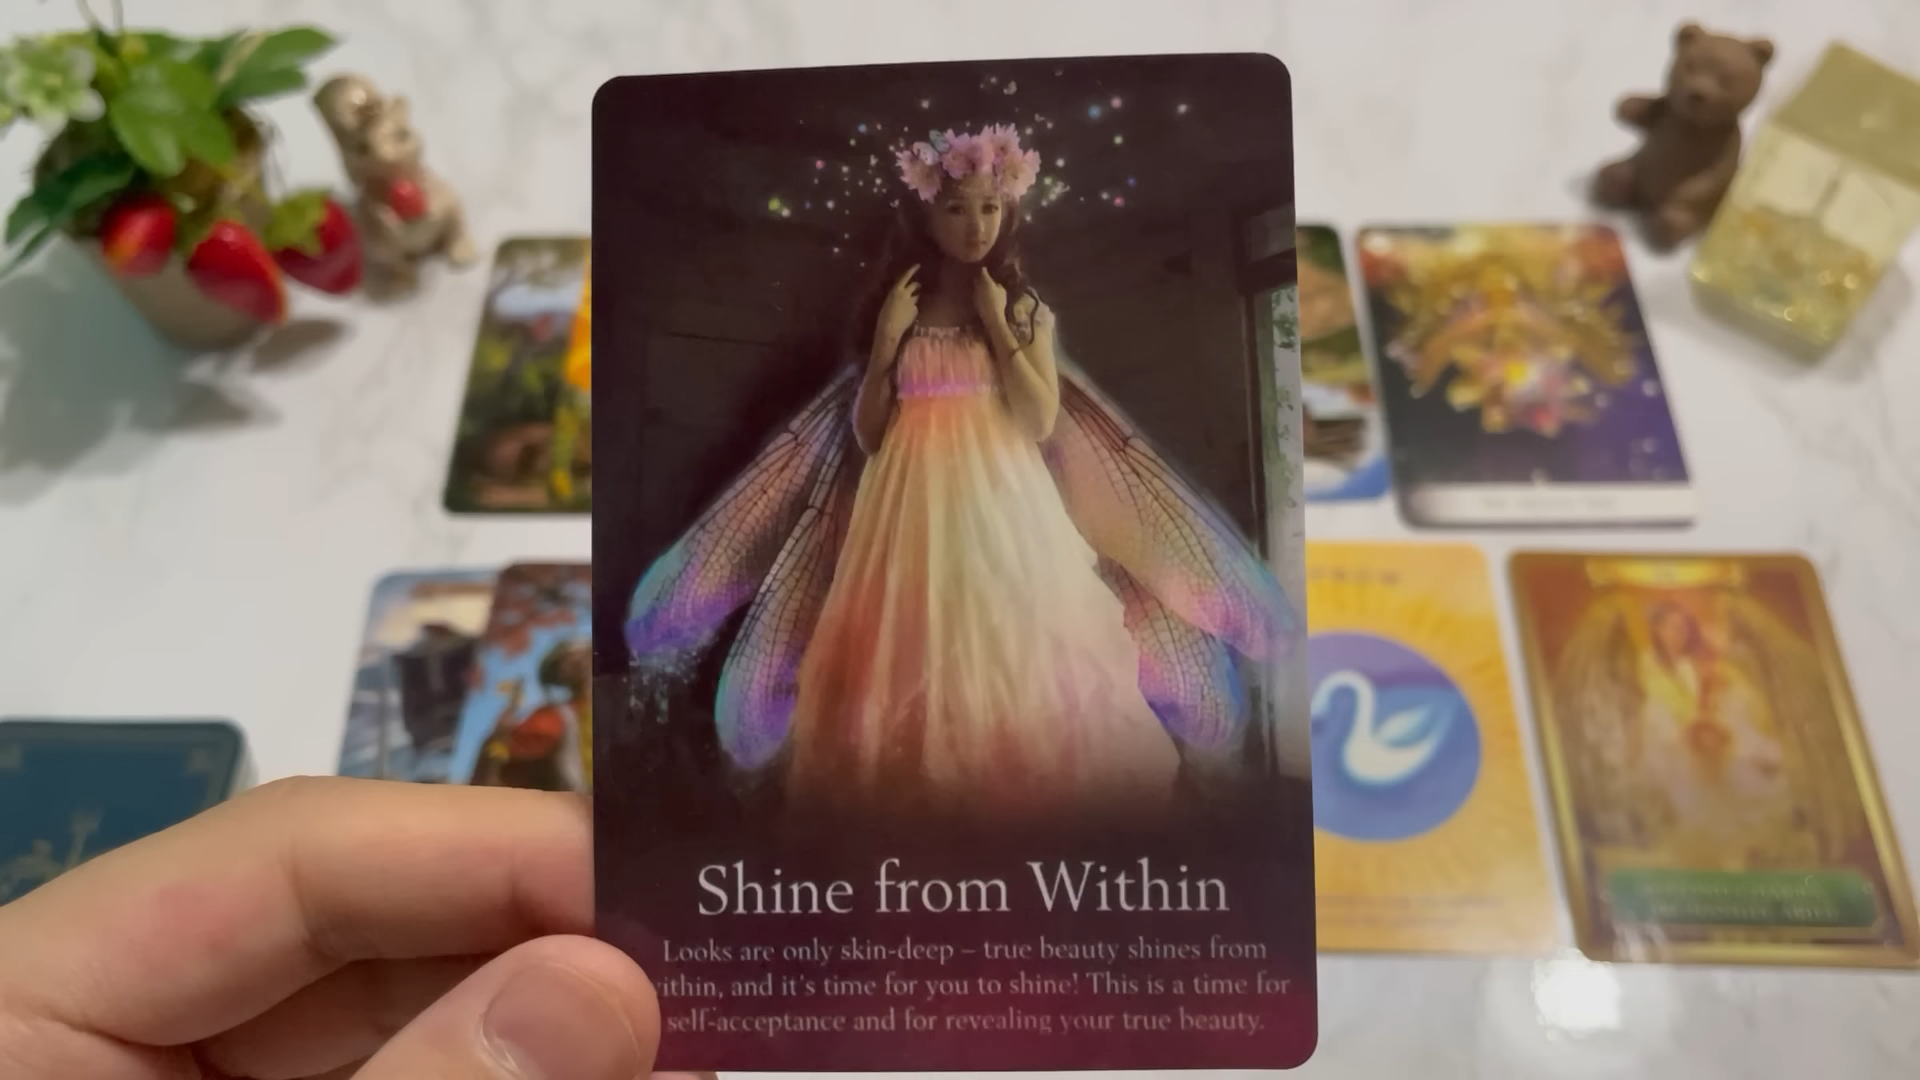 Shine from Within
Looks are only skin-deep – true beauty shines from
ithin, and it's time for you to shine! This is a time for
self-acceptance and for revealing your true beauty.